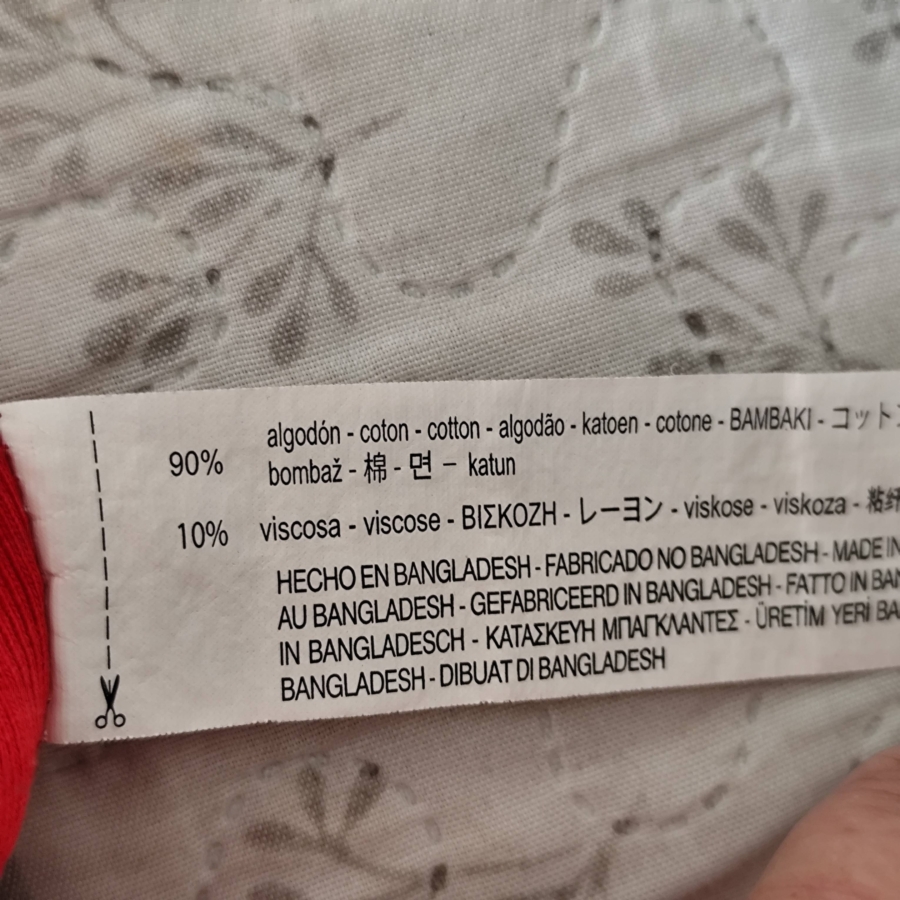 90% algodón - coton - cotton - algodão - katoen - cotone - BAMBAKI - コット
bombaž - 棉 - 면 - katun
10% viscosa - viscose - ΒΙΣΚΟΖΗ - レーヨン - viskose - viskoza - 粘纤
HECHO EN BANGLADESH - FABRICADO NO BANGLADESH - MADE IN
AU BANGLADESH - GEFABRICEERD IN BANGLADESH - FATTO IN BAN
IN BANGLADESCH - ΚΑΤΑΣΚΕΥΗ ΜΠΑΓΚΛΑΝΤΕΣ - ÜRETİM YERİ BA
BANGLADESH - DIBUAT DI BANGLADESH